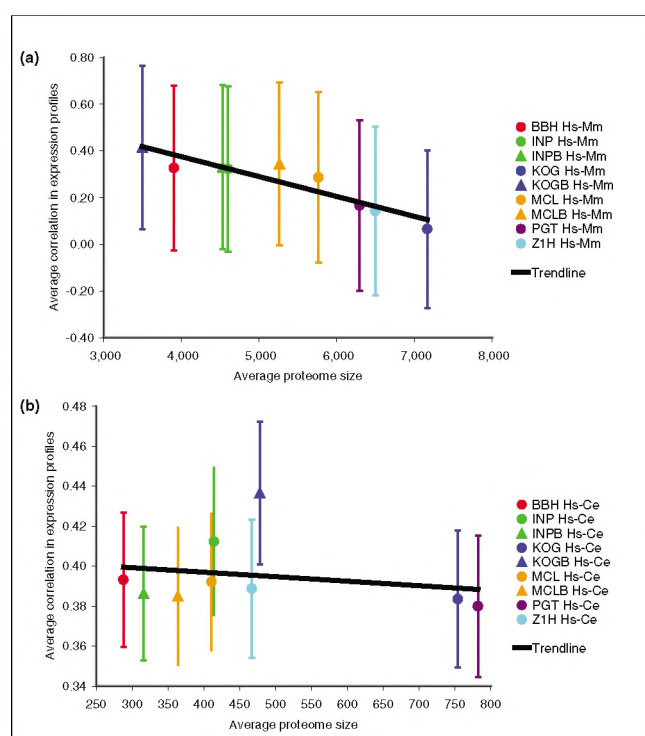 (a)
0.80
0.60
0.40
0.20
0.00
-0.20
-0.40
Average correlation in expression profiles
3,000 4,000 5,000 6,000 7,000 8,000
Average proteome size
BBH Hs-Mm
INP Hs-Mm
INPB Hs-Mm
KOG Hs-Mm
KOGB Hs-Mm
MCL Hs-Mm
MCLB Hs-Mm
PGT Hs-Mm
Z1H Hs-Mm
Trendline
(b)
0.48
0.46
0.44
0.42
0.40
0.38
0.36
0.34
Average correlation in expression profiles
250 300 350 400 450 500 550 600 650 700 750 800
Average proteome size
BBH Hs-Ce
INP Hs-Ce
INPB Hs-Ce
KOG Hs-Ce
KOGB Hs-Ce
MCL Hs-Ce
MCLB Hs-Ce
PGT Hs-Ce
Z1H Hs-Ce
Trendline